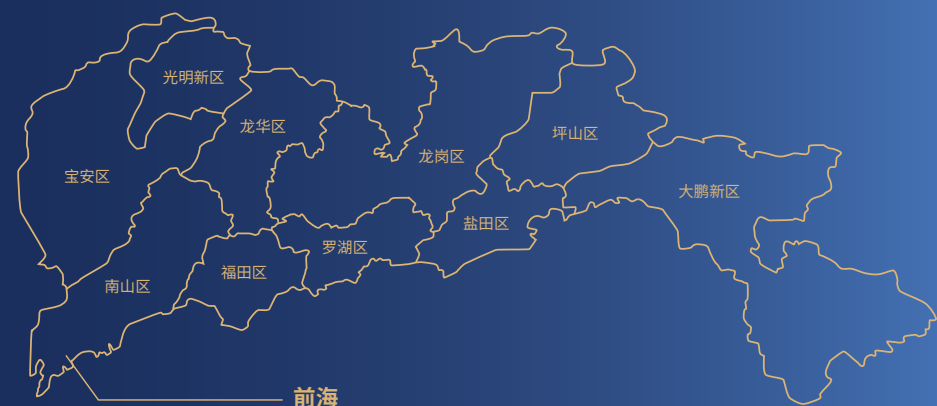 光明新区
龙华区
坪山区
龙岗区
宝安区
大鹏新区
盐田区
罗湖区
福田区
南山区
前海